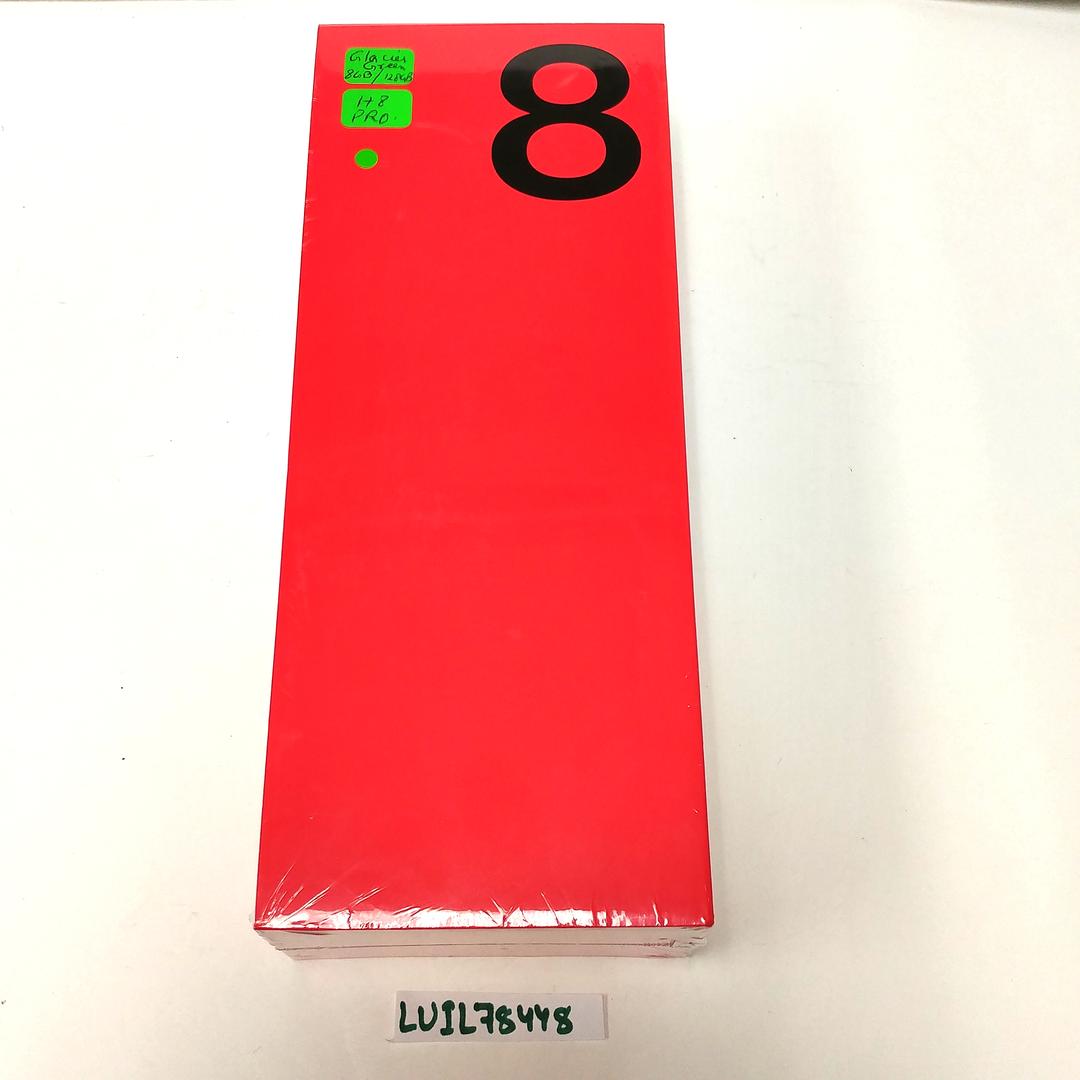 Glacier
Green
8GB/128GB
1+8
PRO.
8
LUIL78448